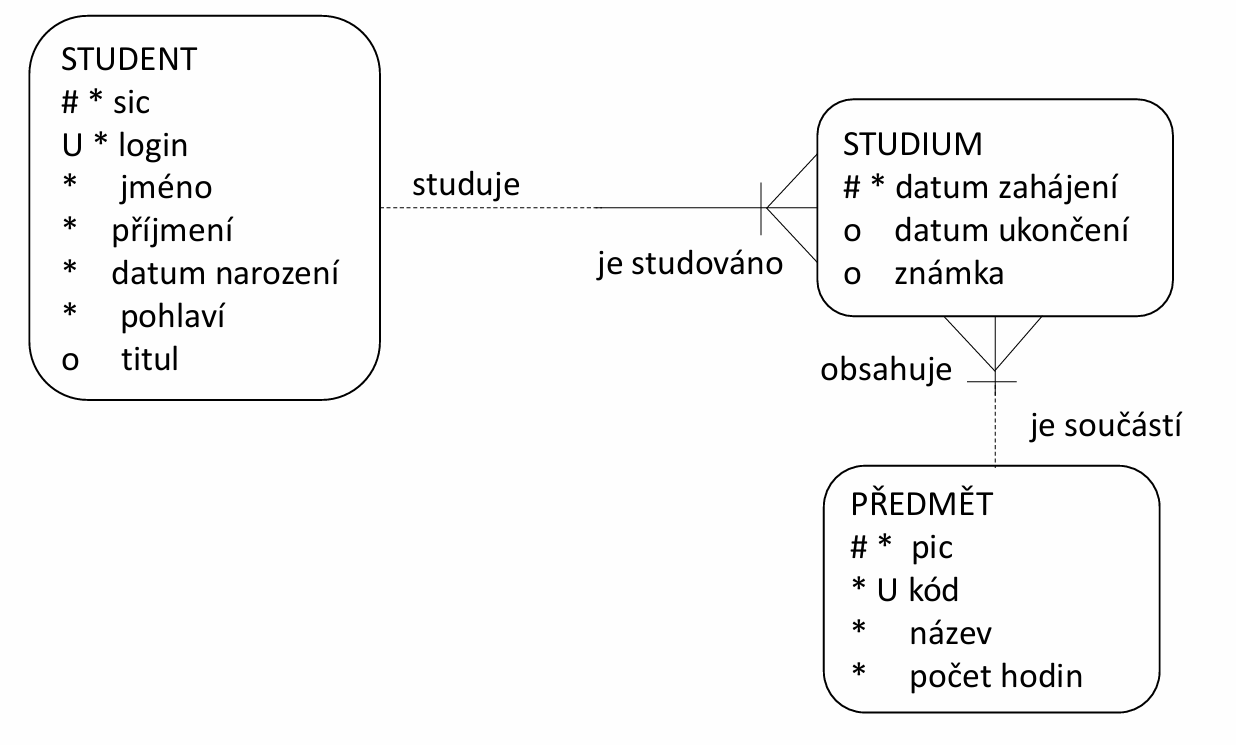 STUDENT
# * sic
U * login
* jméno
* příjmení
* datum narození
* pohlaví
o titul
studuje
je studováno
STUDIUM
# * datum zahájení
o datum ukončení
o známka
obsahuje
je součástí
PŘEDMĚT
# * pic
* U kód
* název
* počet hodin